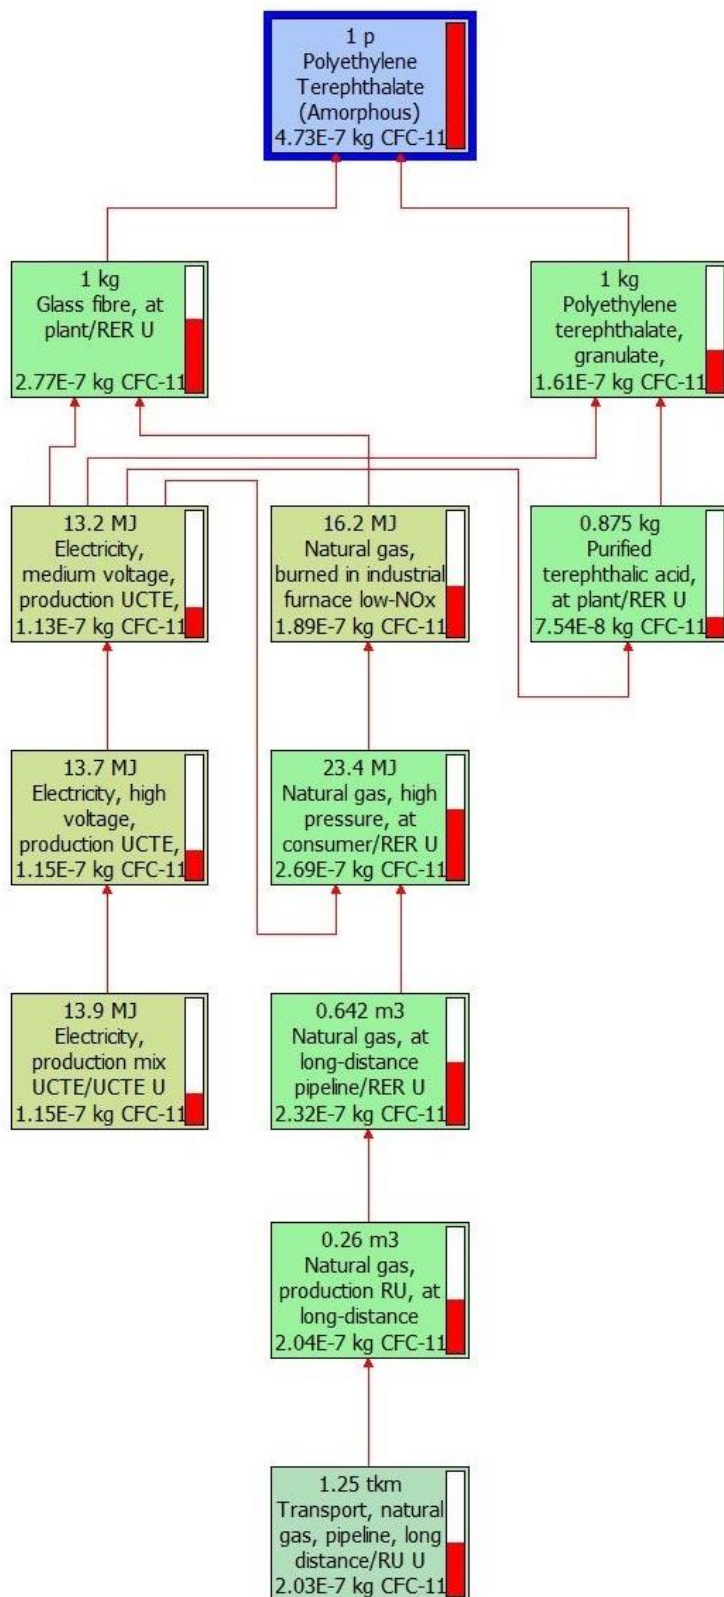 1 p
Polyethylene
Terephthalate
(Amorphous)
4.73E-7 kg CFC-11
1 kg
Glass fibre, at
plant/RER U
2.77E-7 kg CFC-11
1 kg
Polyethylene
terephthalate,
granulate,
1.61E-7 kg CFC-11
13.2 MJ
Electricity,
medium voltage,
production UCTE,
1.13E-7 kg CFC-11
16.2 MJ
Natural gas,
burned in industrial
furnace low-NOx
1.89E-7 kg CFC-11
0.875 kg
Purified
terephthalic acid,
at plant/RER U
7.54E-8 kg CFC-11
13.7 MJ
Electricity, high
voltage,
production UCTE,
1.15E-7 kg CFC-11
23.4 MJ
Natural gas, high
pressure, at
consumer/RER U
2.69E-7 kg CFC-11
13.9 MJ
Electricity,
production mix
UCTE/UCTE U
1.15E-7 kg CFC-11
0.642 m3
Natural gas, at
long-distance
pipeline/RER U
2.32E-7 kg CFC-11
0.26 m3
Natural gas,
production RU, at
long-distance
2.04E-7 kg CFC-11
1.25 tkm
Transport, natural
gas, pipeline, long
distance/RU U
2.03E-7 kg CFC-11